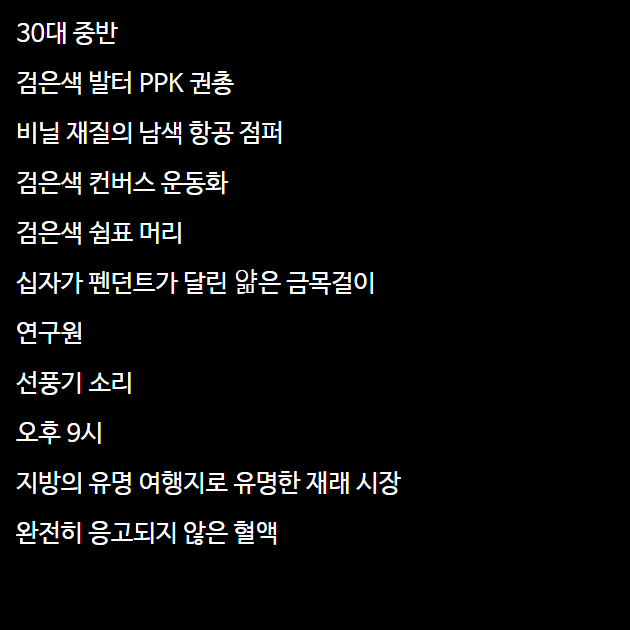 30대 중반
검은색 발터 PPK 권총
비닐 재질의 남색 항공 점퍼
검은색 컨버스 운동화
검은색 쉼표 머리
십자가 펜던트가 달린 얆은 금목걸이
연구원
선풍기 소리
오후 9시
지방의 유명 여행지로 유명한 재래 시장
완전히 응고되지 않은 혈액